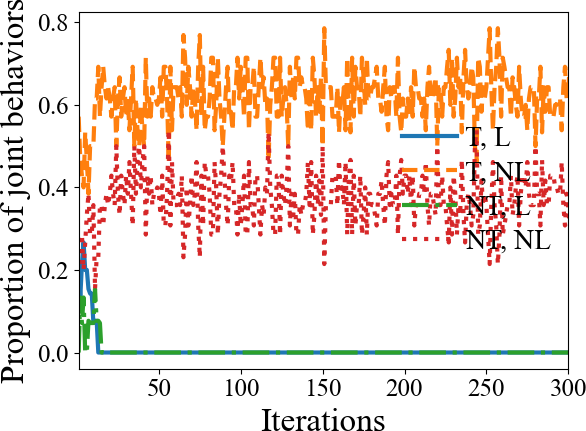 Proportion of joint behaviors
0.8
0.6
0.4
0.2
0.0
T, L
T, NL
NT, L
NT, NL
50
100
150
200
250
300
Iterations